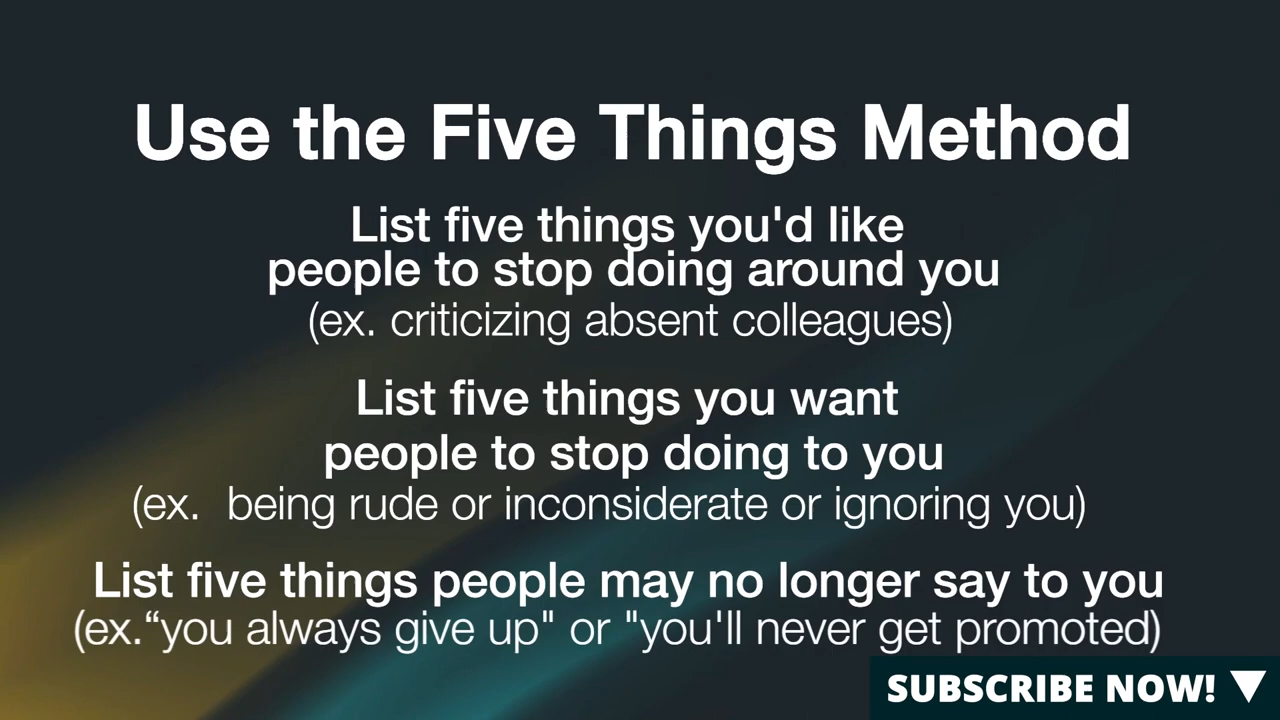 Use the Five Things Method
List five things you'd like
people to stop doing around you
(ex. criticizing absent colleagues)
List five things you want
people to stop doing to you
(ex.  being rude or inconsiderate or ignoring you)
List five things people may no longer say to you
(ex.“you always give up" or "you'll never get promoted)
SUBSCRIBE NOW! ▼